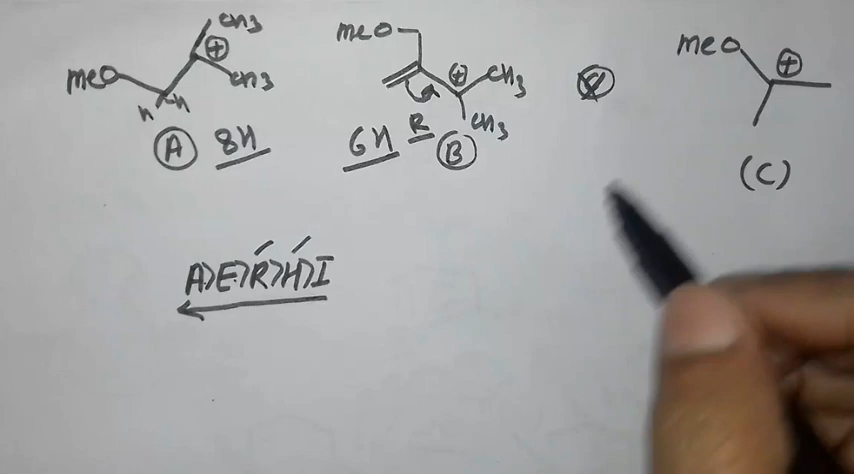 CH3
meO
⊕
CH3
H H
Ⓐ 8H
meO
⊕
CH3
CH3
6H R Ⓑ
meO
⊕
(C)
A>E>R>H>I